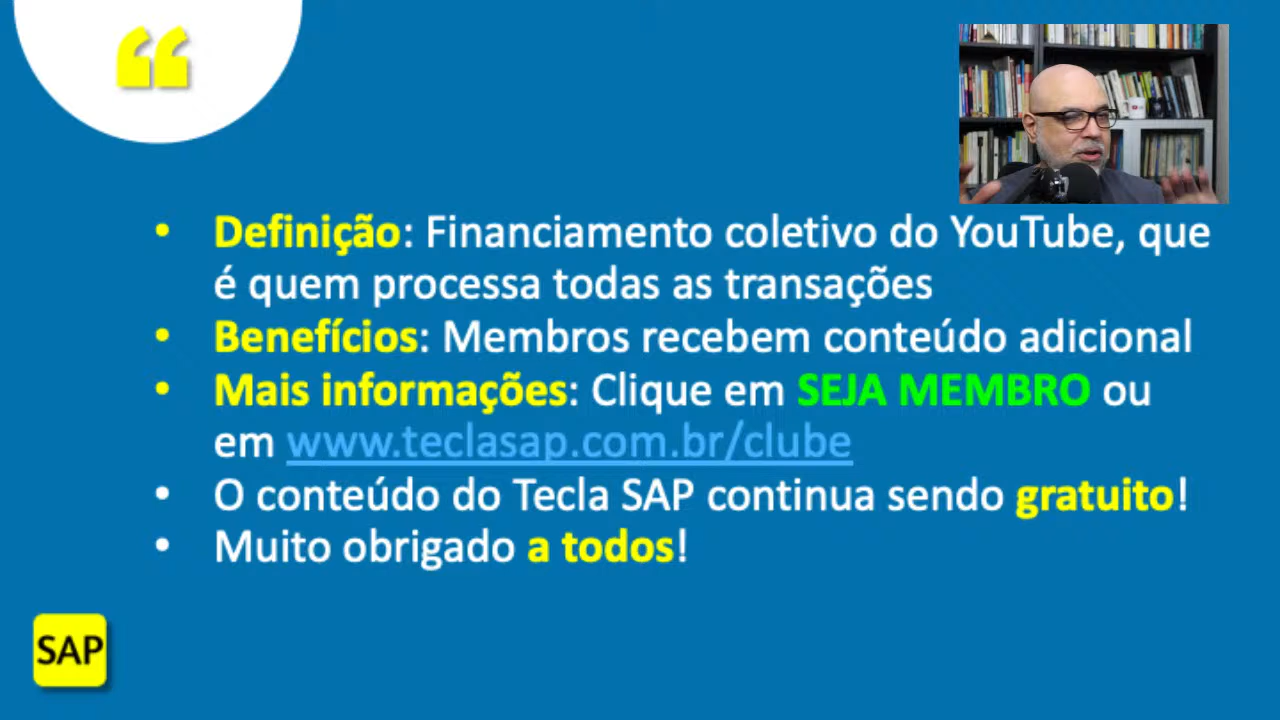 “
• Definição: Financiamento coletivo do YouTube, que
é quem processa todas as transações
• Benefícios: Membros recebem conteúdo adicional
• Mais informações: Clique em SEJA MEMBRO ou
em www.teclasap.com.br/clube
• O conteúdo do Tecla SAP continua sendo gratuito!
• Muito obrigado a todos!
SAP